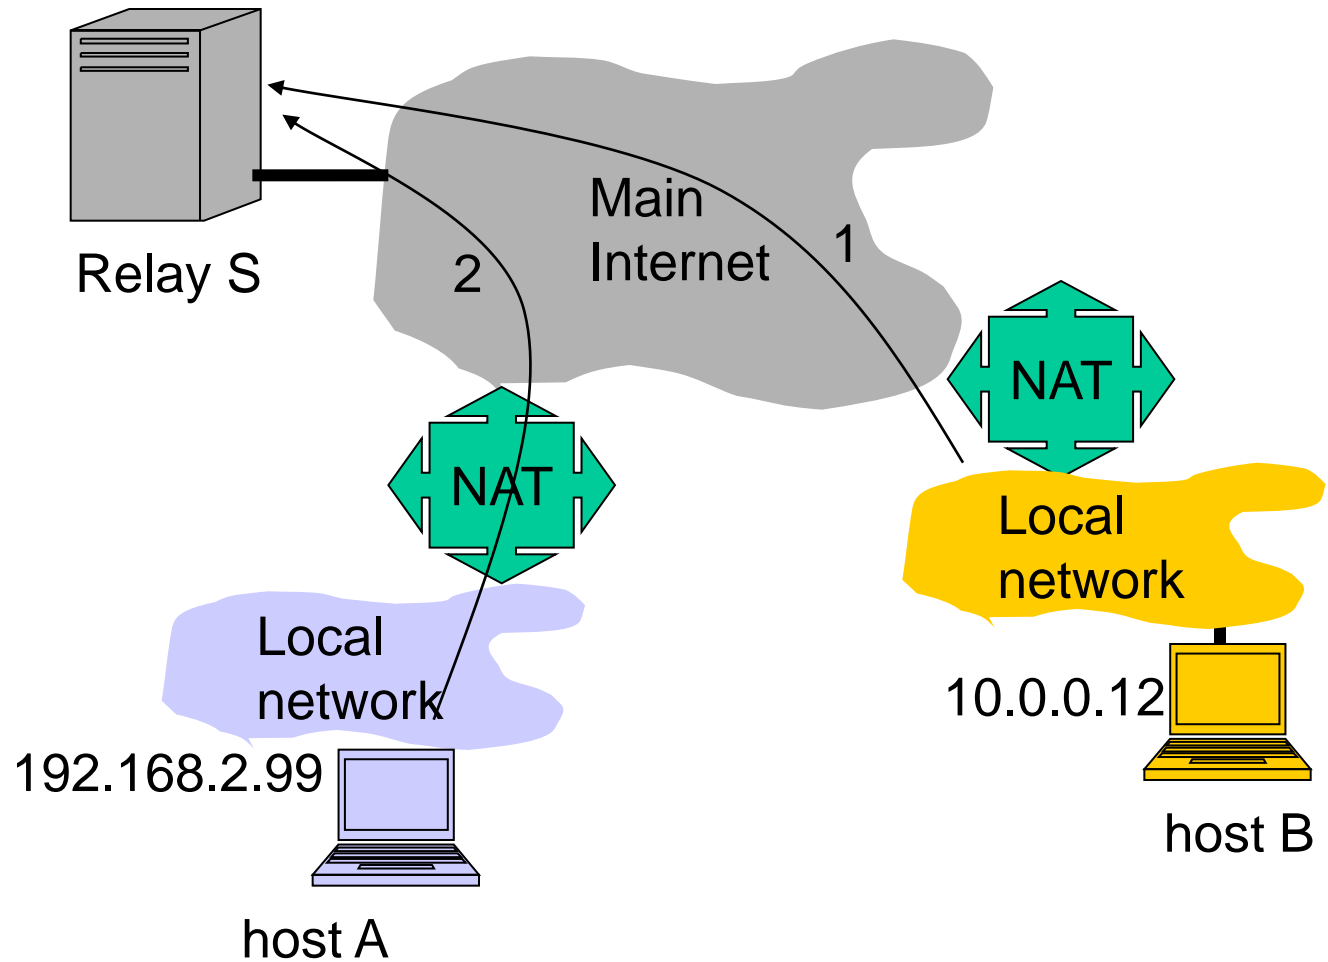 Main
Internet
1
Relay S
2
NAT
NAT
Local
network
Local
network
10.0.0.12
192.168.2.99
host B
host A